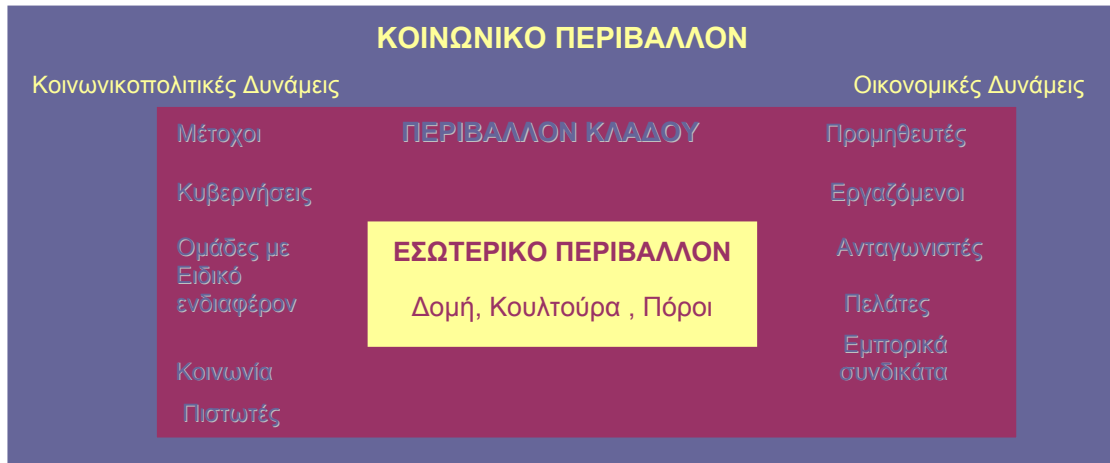 ΚΟΙΝΩΝΙΚΟ ΠΕΡΙΒΑΛΛΟΝ
Κοινωνικοπολιτικές Δυνάμεις
Οικονομικές Δυνάμεις
Μέτοχοι
ΠΕΡΙΒΑΛΛΟΝ ΚΛΑΔΟΥ
Προμηθευτές
Κυβερνήσεις
Εργαζόμενοι
Ομάδες με
Ειδικό
ενδιαφέρον
ΕΣΩΤΕΡΙΚΟ ΠΕΡΙΒΑΛΛΟΝ
Δομή, Κουλτούρα , Πόροι
Ανταγωνιστές
Πελάτες
Εμπορικά
συνδικάτα
Κοινωνία
Πιστωτές